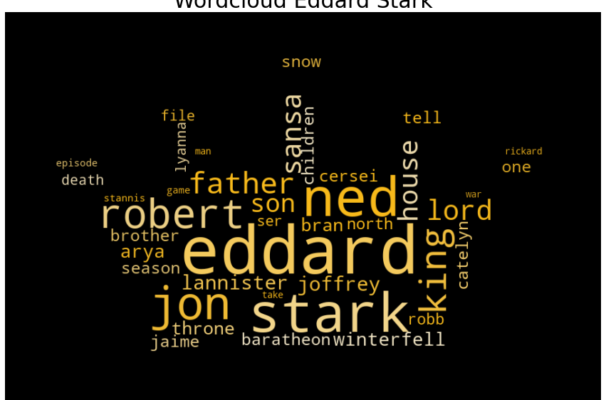 Wordcloud Eddard Stark
snow
file
lyanna
man
sansa
children
tell
house
rickard
one
episode
death
game
father
cersei
stannis
son
ned
war
lord
robert
ser
bran
north
brother
eddard
king
catelyn
arya
season
lannister
joffrey
jon
take
stark
robb
throne
jaime
baratheon
winterfell